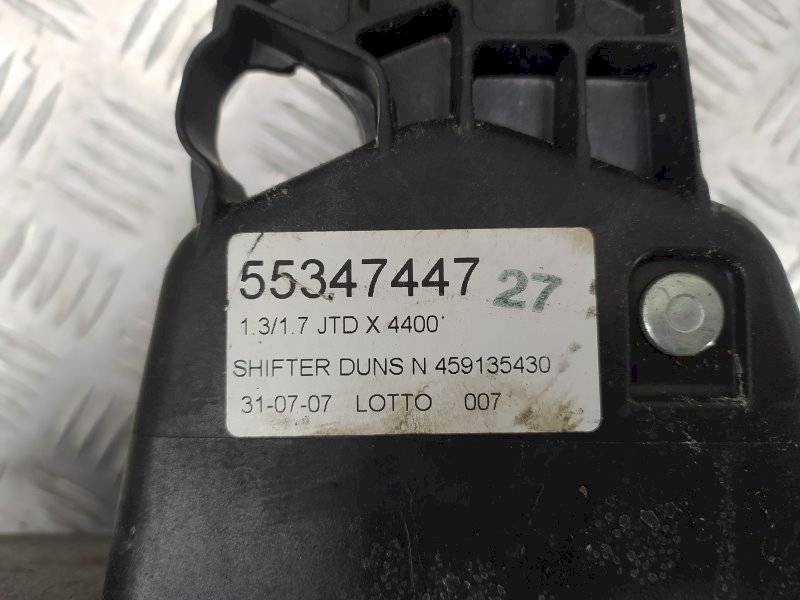 55347447 27
1.3/1.7 JTD X 4400
SHIFTER DUNS N 459135430
31-07-07 LOTTO 007